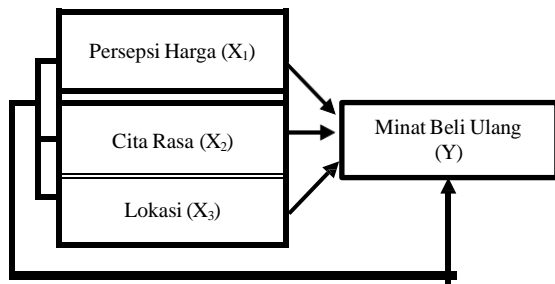 Persepsi Harga (X₁)
Cita Rasa (X₂)
Lokasi (X₃)
Minat Beli Ulang
(Y)